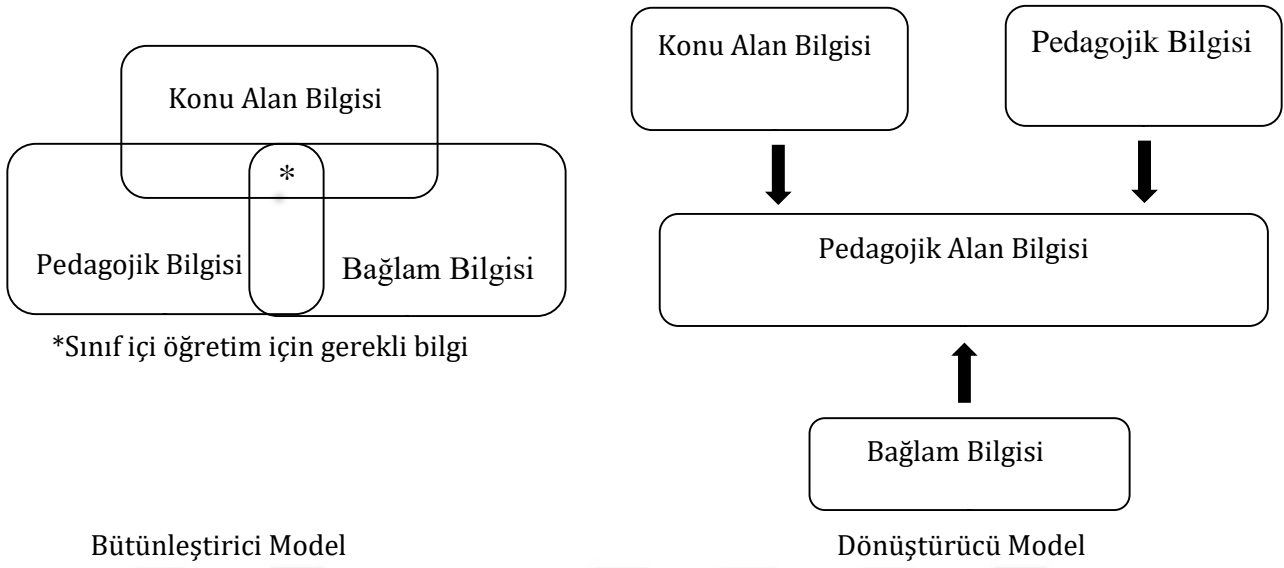 Konu Alan Bilgisi
*
Pedagojik Bilgisi
Bağlam Bilgisi
*Sınıf içi öğretim için gerekli bilgi
Bütünleştirici Model
Konu Alan Bilgisi
Pedagojik Bilgisi
Pedagojik Alan Bilgisi
Bağlam Bilgisi
Dönüştürücü Model